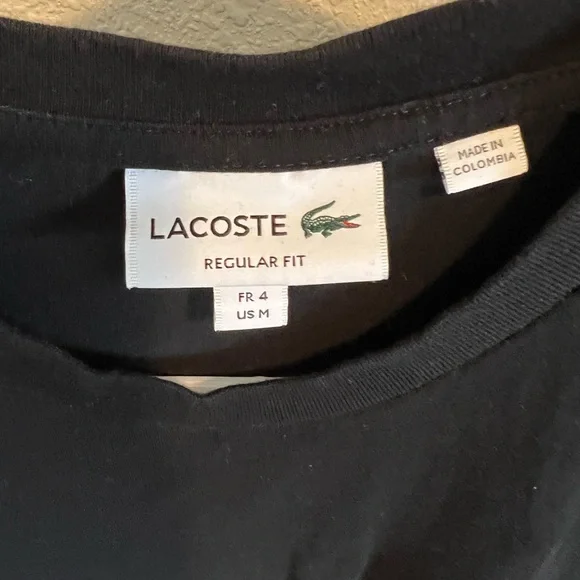 LACOSTE
REGULAR FIT
FR 4
US M
MADE IN
COLOMBIA